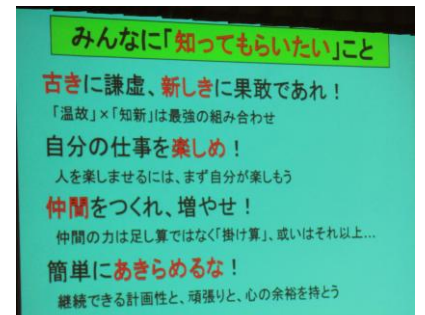 みんなに「知ってもらいたい」こと
古きに謙虚、新しきに果敢であれ！
「温故」×「知新」は最強の組み合わせ
自分の仕事を楽しめ！
人を楽しませるには、まず自分が楽しもう
仲間をつくれ、増やせ！
仲間の力は足し算ではなく「掛け算」、或いはそれ以上…
簡単にあきらめるな！
継続できる計画性と、頑張りと、心の余裕を持とう